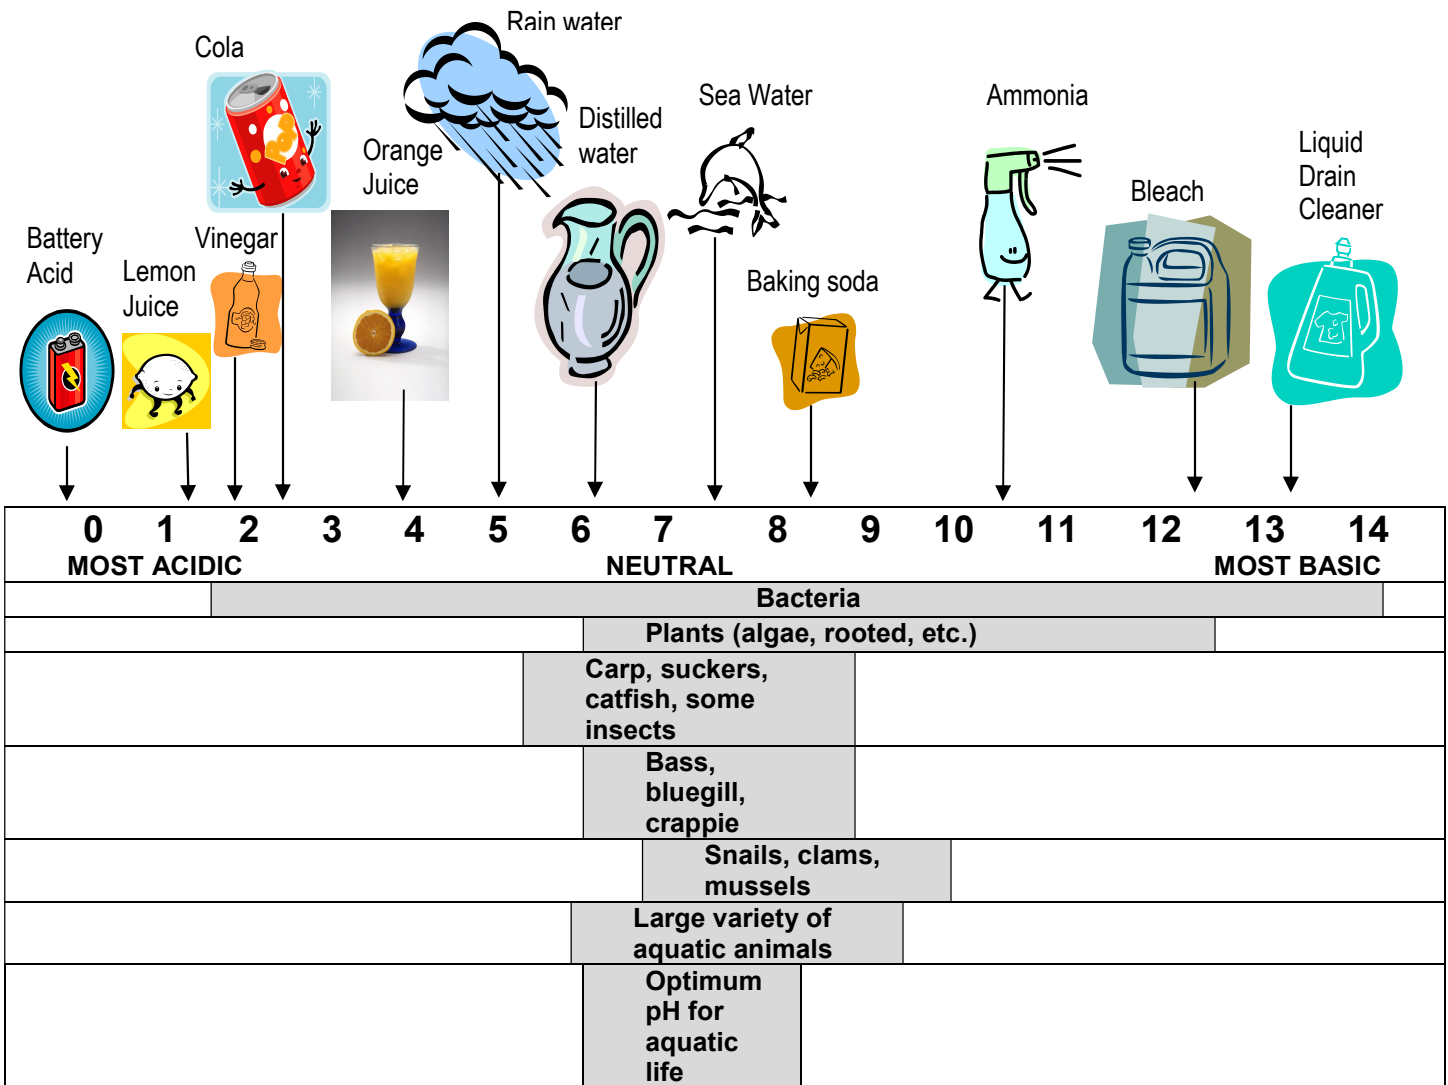 Rain water
Cola
Sea Water
Ammonia
Distilled
water
Orange
Juice
Liquid
Drain
Cleaner
Bleach
Battery
Acid
Vinegar
Lemon
Juice
Baking soda
Pop
0 1 2 3 4 5 6 7 8 9 10 11 12 13 14
MOST ACIDIC NEUTRAL MOST BASIC
Bacteria
Plants (algae, rooted, etc.)
Carp, suckers,
catfish, some
insects
Bass,
bluegill,
crappie
Snails, clams,
mussels
Large variety of
aquatic animals
Optimum
pH for
aquatic
life